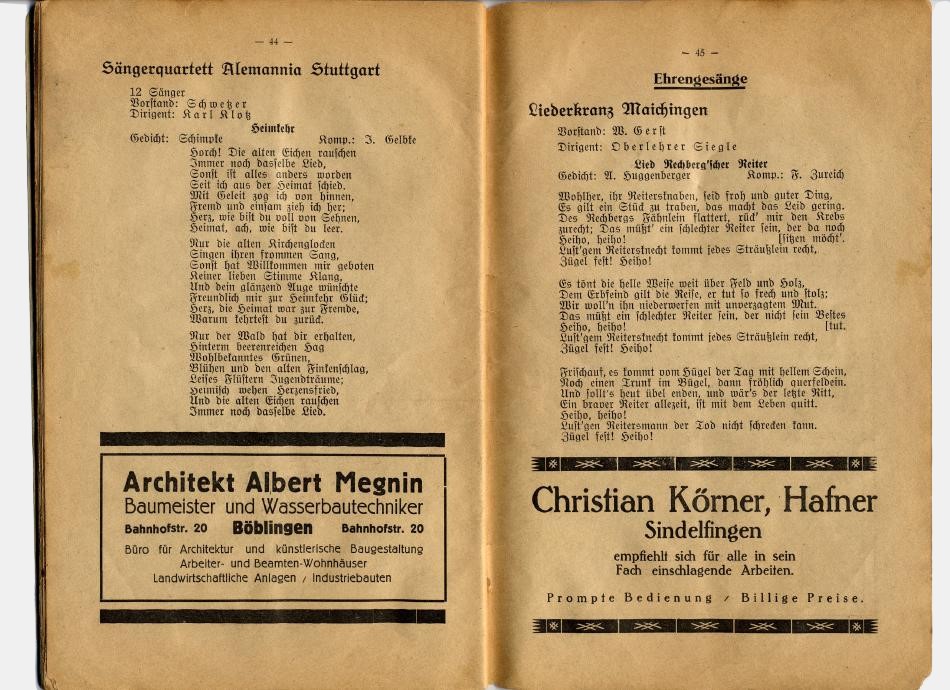 — 44 —
Sängerquartett Alemannia Stuttgart
12 Sänger
Vorstand: Schwetzer
Dirigent: Karl Klotz
Heimkehr
Gedicht: Schimpke Komp.: J. Gelbke
Horch! Die alten Eichen rauschen
Immer noch dasselbe Lied,
Sonst ist alles anders worden
Seit ich aus der Heimat schied.
Mit Geleit zog ich von hinnen,
Fremd und einsam zieh ich her;
Herz, wie bist du voll von Sehnen,
Heimat, ach, wie bist du leer.
Nur die alten Kirchenglocken
Singen ihren frommen Sang,
Sonst hat Willkommen mir geboten
Keiner lieben Stimme Klang,
Und dein glänzend Auge wünschte
Freundlich mir zur Heimkehr Glück;
Herz, die Heimat war zur Fremde,
Warum kehrtest du zurück.
Nur der Wald hat dir erhalten,
Hinterm beerenreichen Hag
Wohlbekanntes Grünen,
Blühen und den alten Finkenschlag,
Leises Flüstern Jugendträume;
Heimisch wehen Herzensfried,
Und die alten Eichen rauschen
Immer noch dasselbe Lied.
Architekt Albert Megnin
Baumeister und Wasserbautechniker
Bahnhofstr. 20 Böblingen Bahnhofstr. 20
Büro für Architektur und künstlerische Baugestaltung
Arbeiter- und Beamten-Wohnhäuser
Landwirtschaftliche Anlagen / Industriebauten
— 45 —
Ehrengesänge
Liederkranz Maichingen
Vorstand: W. Gerst
Dirigent: Oberlehrer Siegle
Lied Rechberg'scher Reiter
Gedicht: A. Huggenberger Komp.: F. Zureich
Wohlher, ihr Reitersknaben, seid froh und guter Ding,
Es gilt ein Stück zu traben, das macht das Leid gering.
Des Rechbergs Fähnlein flattert, rück' mir den Krebs
zurecht; Das müßt' ein schlechter Reiter sein, der da noch
Heiho, heiho! [sitzen möcht'.
Lust'gem Reitersknecht kommt jedes Sträußlein recht,
Zügel fest! Heiho!
Es tönt die helle Weise weit über Feld und Holz,
Dem Erbfeind gilt die Reise, er tut so frech und stolz;
Wir woll'n ihn niederwerfen mit unverzagtem Mut.
Das müßt ein schlechter Reiter sein, der nicht sein Bestes
Heiho, heiho! [tut.
Lust'gem Reitersknecht kommt jedes Sträußlein recht,
Zügel fest! Heiho!
Frischauf, es kommt vom Hügel der Tag mit hellem Schein,
Noch einen Trunk im Bügel, dann fröhlich querfeldein.
Und sollt's heut übel enden, und wär's der letzte Ritt,
Ein braver Reiter allezeit, ist mit dem Leben quitt.
Heiho, heiho!
Lust'gen Reitersmann der Tod nicht schrecken kann.
Zügel fest! Heiho!
Christian Körner, Hafner
Sindelfingen
empfiehlt sich für alle in sein
Fach einschlagende Arbeiten.
Prompte Bedienung / Billige Preise.